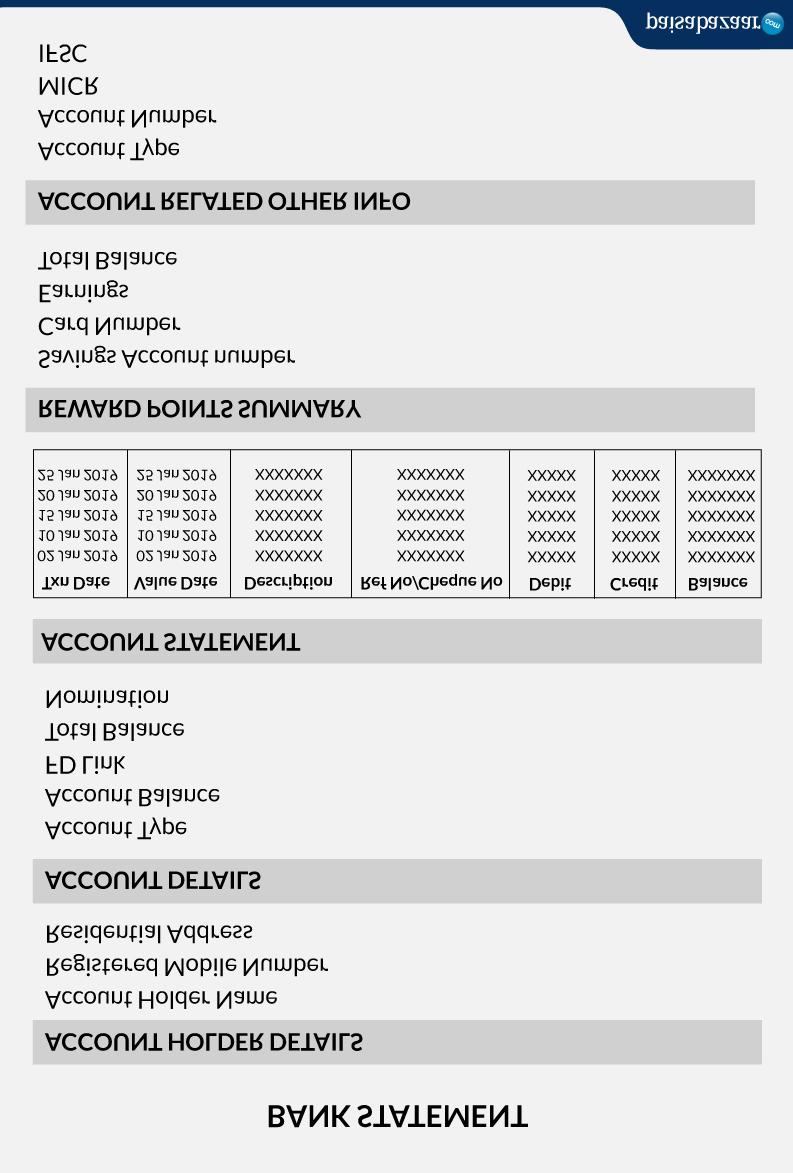 BANK STATEMENT
ACCOUNT HOLDER DETAILS
Account Holder Name
Registered Mobile Number
Residential Address
ACCOUNT DETAILS
Account Type
Account Balance
FD Link
Total Balance
Nomination
ACCOUNT STATEMENT
Txn Date Value Date Description Ref No/Cheque No Debit Credit Balance
02 Jan 2019 02 Jan 2019 XXXXXXX XXXXXXX XXXXX XXXXX XXXXXXX
10 Jan 2019 10 Jan 2019 XXXXXXX XXXXXXX XXXXX XXXXX XXXXXXX
15 Jan 2019 15 Jan 2019 XXXXXXX XXXXXXX XXXXX XXXXX XXXXXXX
20 Jan 2019 20 Jan 2019 XXXXXXX XXXXXXX XXXXX XXXXX XXXXXXX
25 Jan 2019 25 Jan 2019 XXXXXXX XXXXXXX XXXXX XXXXX XXXXXXX
REWARD POINTS SUMMARY
Savings Account number
Card Number
Earnings
Total Balance
ACCOUNT RELATED OTHER INFO
Account Type
Account Number
MICR
IFSC
paisabazaar.com